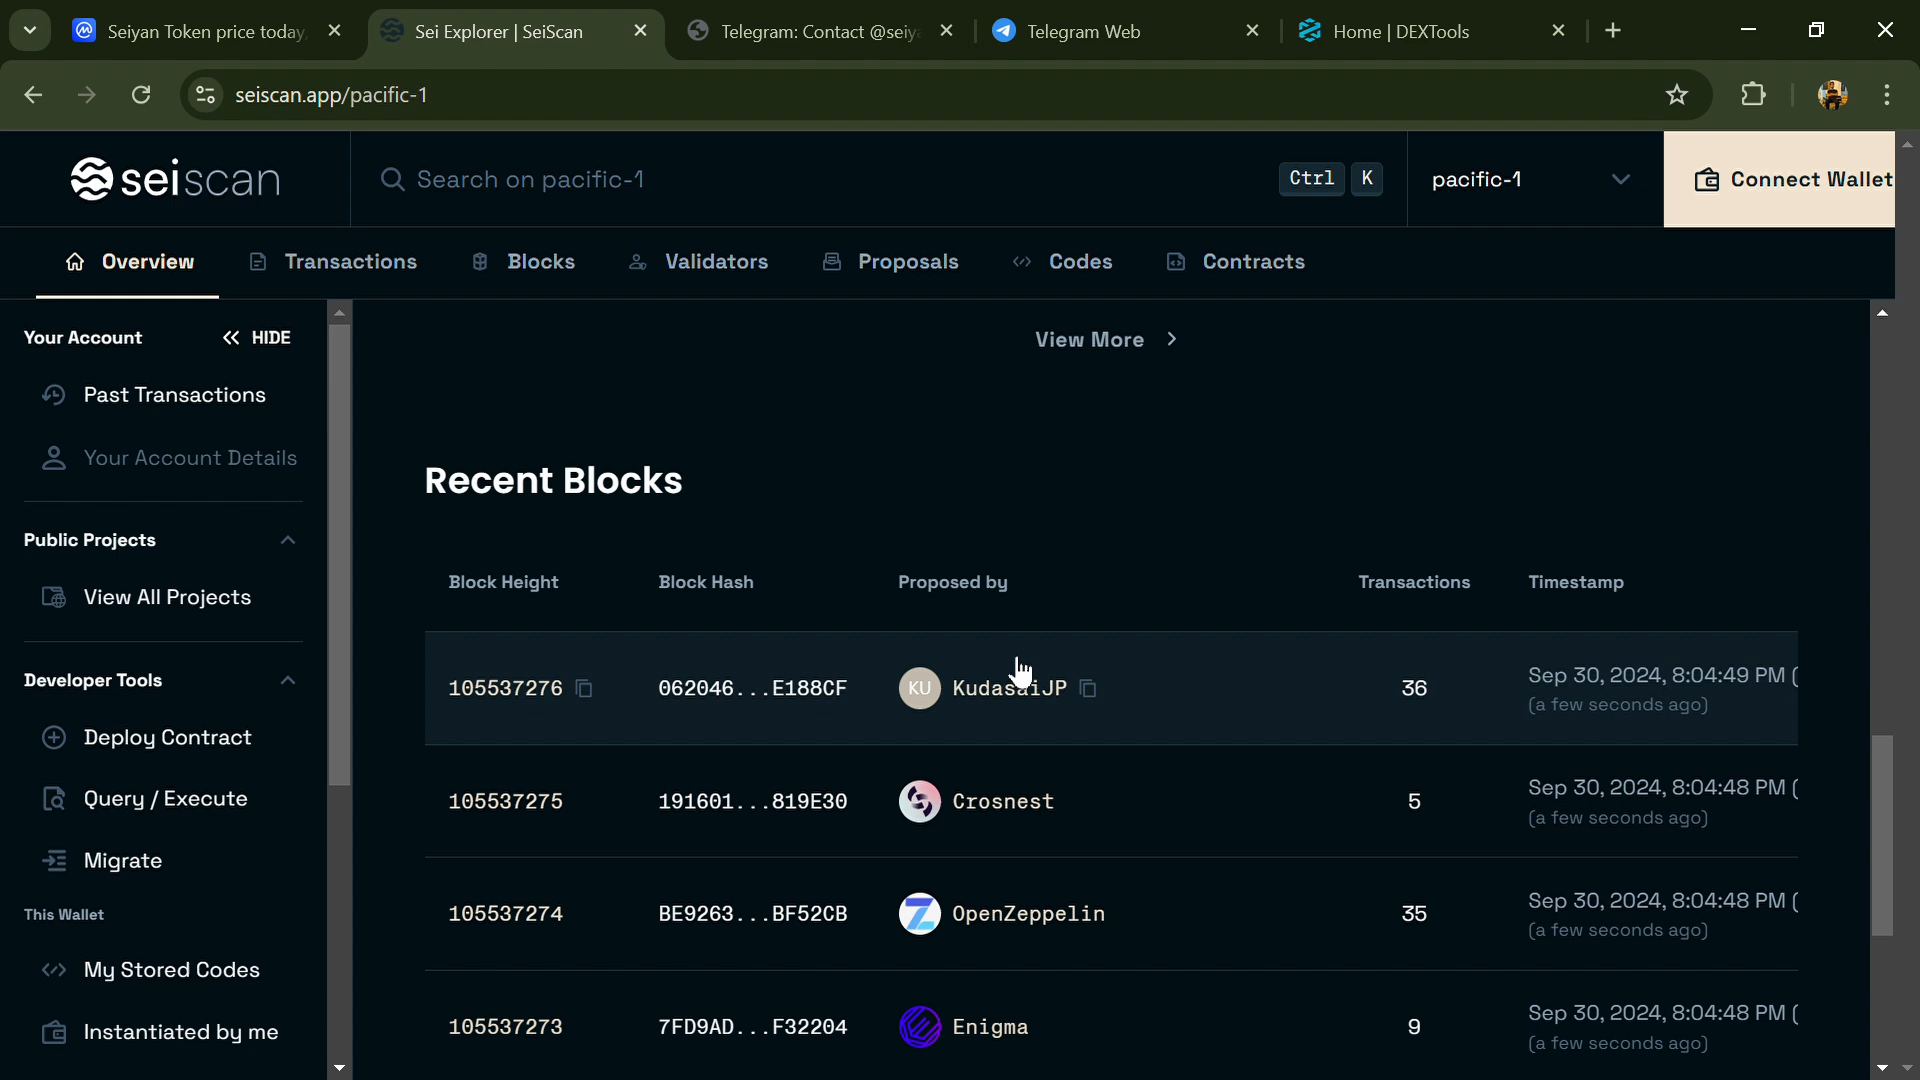 Seiyan Token price today,
Sei Explorer | SeiScan
Telegram: Contact @seiya
Telegram Web
Home | DEXTools
seiscan.app/pacific-1
seiscan
Search on pacific-1
Ctrl K
pacific-1
Connect Wallet
Overview
Transactions
Blocks
Validators
Proposals
Codes
Contracts
Your Account
HIDE
Past Transactions
Your Account Details
Public Projects
View All Projects
Developer Tools
Deploy Contract
Query / Execute
Migrate
This Wallet
My Stored Codes
Instantiated by me
View More
Recent Blocks
Block Height Block Hash Proposed by Transactions Timestamp
105537276 062046...E188CF KU KudasaiJP 36 Sep 30, 2024, 8:04:49 PM (
(a few seconds ago)
105537275 191601...819E30 Crosnest 5 Sep 30, 2024, 8:04:48 PM (
(a few seconds ago)
105537274 BE9263...BF52CB OpenZeppelin 35 Sep 30, 2024, 8:04:48 PM (
(a few seconds ago)
105537273 7FD9AD...F32204 Enigma 9 Sep 30, 2024, 8:04:48 PM (
(a few seconds ago)